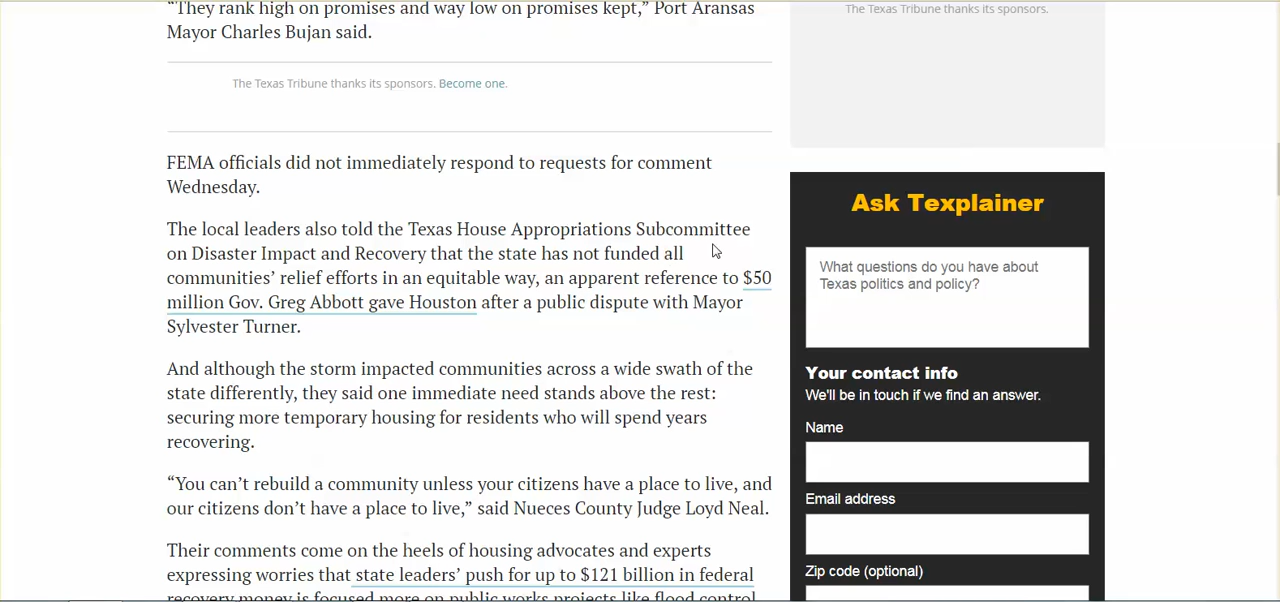 “They rank high on promises and way low on promises kept,” Port Aransas
Mayor Charles Bujan said.
The Texas Tribune thanks its sponsors. Become one.
FEMA officials did not immediately respond to requests for comment
Wednesday.
The local leaders also told the Texas House Appropriations Subcommittee
on Disaster Impact and Recovery that the state has not funded all
communities’ relief efforts in an equitable way, an apparent reference to $50
million Gov. Greg Abbott gave Houston after a public dispute with Mayor
Sylvester Turner.
And although the storm impacted communities across a wide swath of the
state differently, they said one immediate need stands above the rest:
securing more temporary housing for residents who will spend years
recovering.
“You can’t rebuild a community unless your citizens have a place to live, and
our citizens don’t have a place to live,” said Nueces County Judge Loyd Neal.
Their comments come on the heels of housing advocates and experts
expressing worries that state leaders’ push for up to $121 billion in federal
recovery money is focused more on public works projects like flood control
The Texas Tribune thanks its sponsors.
Ask Texplainer
What questions do you have about
Texas politics and policy?
Your contact info
We'll be in touch if we find an answer.
Name
Email address
Zip code (optional)